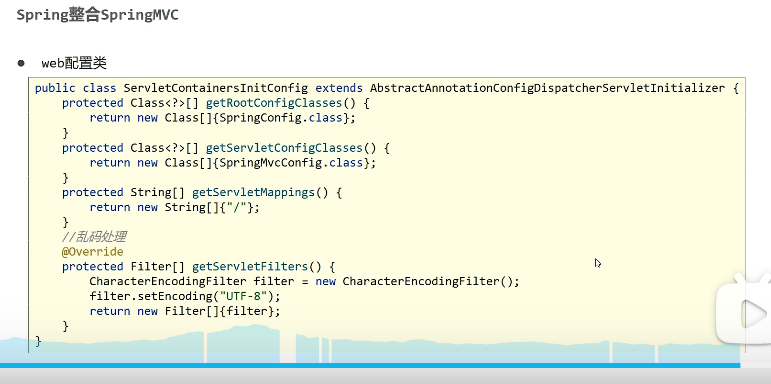 Spring整合SpringMVC
● web配置类
public class ServletContainersInitConfig extends AbstractAnnotationConfigDispatcherServletInitializer {
    protected Class<?>[] getRootConfigClasses() {
        return new Class[]{SpringConfig.class};
    }
    protected Class<?>[] getServletConfigClasses() {
        return new Class[]{SpringMvcConfig.class};
    }
    protected String[] getServletMappings() {
        return new String[]{"/"};
    }
    //乱码处理
    @Override
    protected Filter[] getServletFilters() {
        CharacterEncodingFilter filter = new CharacterEncodingFilter();
        filter.setEncoding("UTF-8");
        return new Filter[]{filter};
    }
}